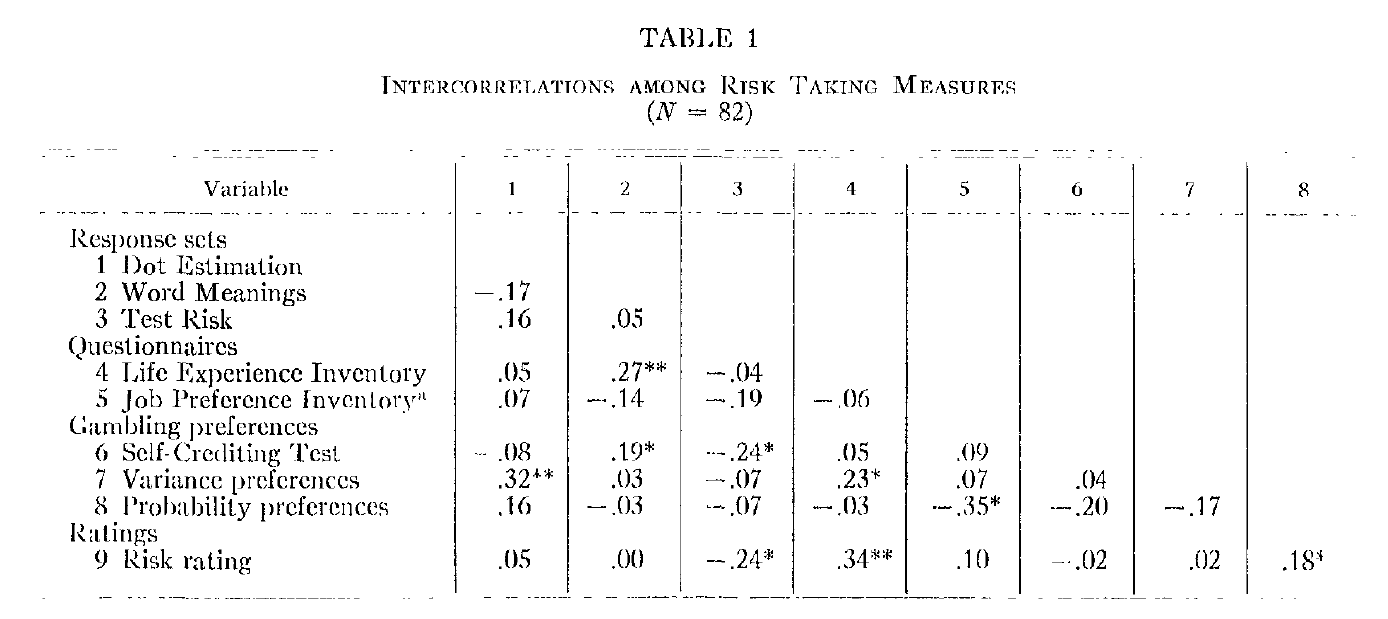 TABLE 1
INTERCORRELATIONS AMONG RISK TAKING MEASURES
(N = 82)
Variable 1 2 3 4 5 6 7 8
Response sets
1 Dot Estimation
2 Word Meanings −.17
3 Test Risk .16 .05
Questionnaires
4 Life Experience Inventory .05 .27** −.04
5 Job Preference Inventoryᵃ .07 −.14 −.19 −.06
Gambling preferences
6 Self-Crediting Test −.08 .19* −.24* .05 .09
7 Variance preferences .32** .03 −.07 .23* .07 .04
8 Probability preferences .16 −.03 −.07 −.03 −.35* −.20 −.17
Ratings
9 Risk rating .05 .00 −.24* .34** .10 −.02 .02 .18*